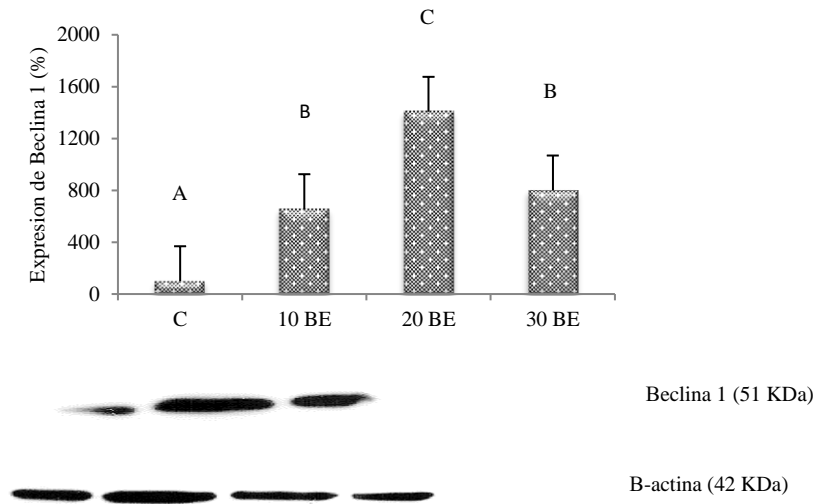 C
2000
1600
1200
800
400
0
Expresion de Beclina 1 (%)
A
B
B
C
10 BE
20 BE
30 BE
Beclina 1 (51 KDa)
B-actina (42 KDa)